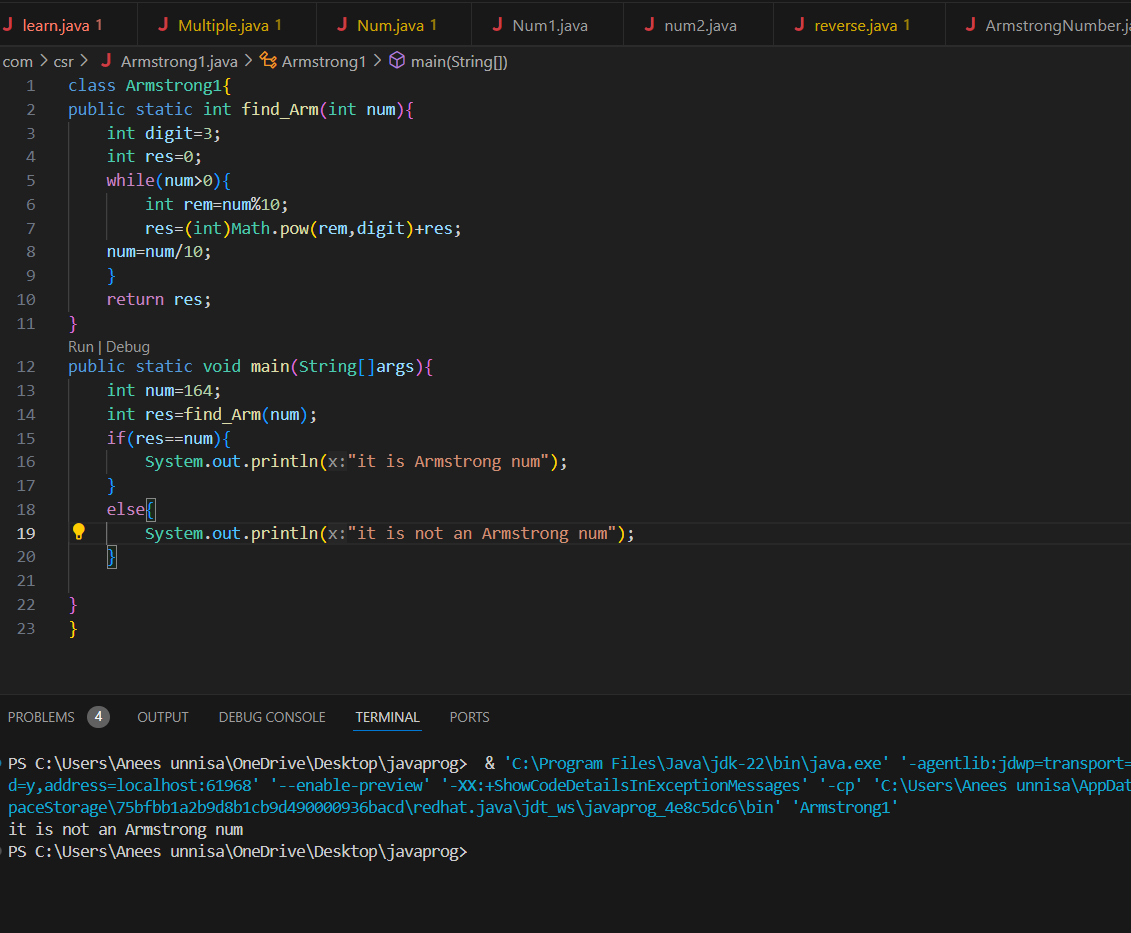 learn.java 1 Multiple.java 1 Num.java 1 Num1.java num2.java reverse.java 1 ArmstrongNumber.ja
com > csr > Armstrong1.java > Armstrong1 > main(String[])
1 class Armstrong1{
2 public static int find_Arm(int num){
3 int digit=3;
4 int res=0;
5 while(num>0){
6 int rem=num%10;
7 res=(int)Math.pow(rem,digit)+res;
8 num=num/10;
9 }
10 return res;
11 }
Run | Debug
12 public static void main(String[]args){
13 int num=164;
14 int res=find_Arm(num);
15 if(res==num){
16 System.out.println(x:"it is Armstrong num");
17 }
18 else{
19 System.out.println(x:"it is not an Armstrong num");
20 }
21
22 }
23 }
PROBLEMS 4 OUTPUT DEBUG CONSOLE TERMINAL PORTS
PS C:\Users\Anees unnisa\OneDrive\Desktop\javaprog> & 'C:\Program Files\Java\jdk-22\bin\java.exe' '-agentlib:jdwp=transport=
d=y,address=localhost:61968' '--enable-preview' '-XX:+ShowCodeDetailsInExceptionMessages' '-cp' 'C:\Users\Anees unnisa\AppDat
paceStorage\75bfbb1a2b9d8b1cb9d490000936bacd\redhat.java\jdt_ws\javaprog_4e8c5dc6\bin' 'Armstrong1'
it is not an Armstrong num
PS C:\Users\Anees unnisa\OneDrive\Desktop\javaprog>